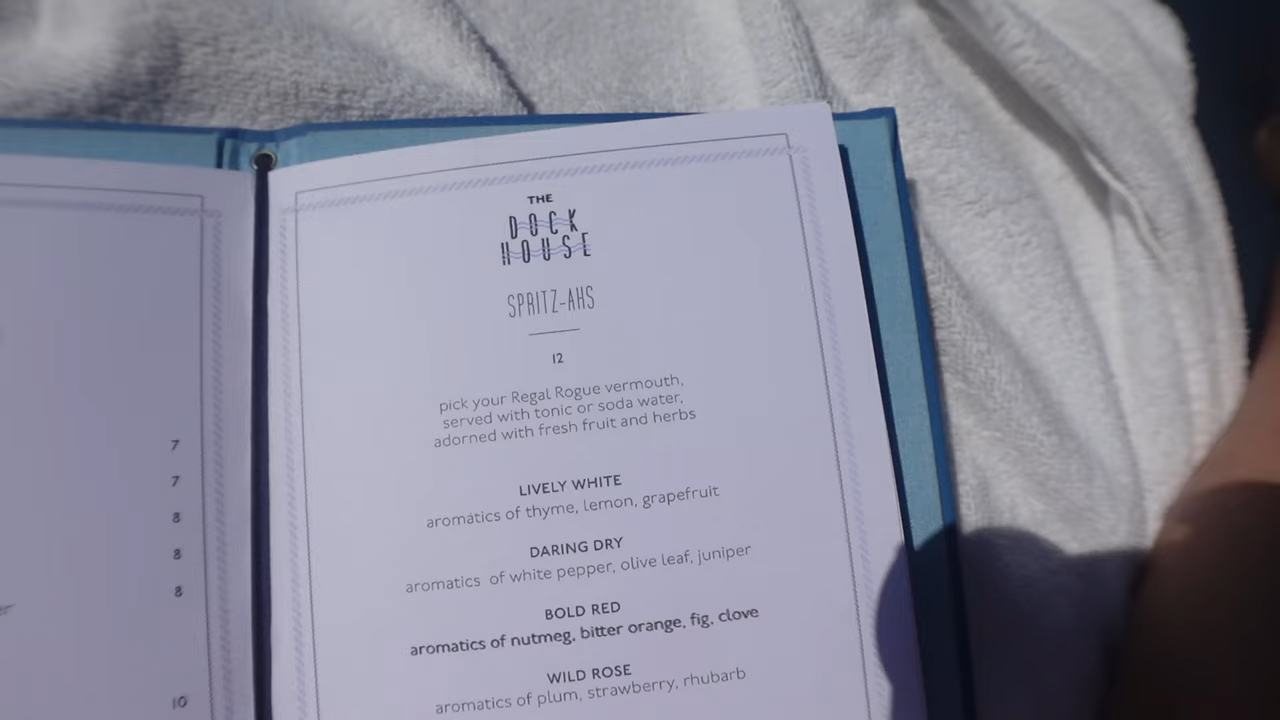 7
7
8
8
8
10
THE
DOCK
HOUSE
SPRITZ-AHS
12
pick your Regal Rogue vermouth,
served with tonic or soda water,
adorned with fresh fruit and herbs
LIVELY WHITE
aromatics of thyme, lemon, grapefruit
DARING DRY
aromatics of white pepper, olive leaf, juniper
BOLD RED
aromatics of nutmeg, bitter orange, fig, clove
WILD ROSE
aromatics of plum, strawberry, rhubarb